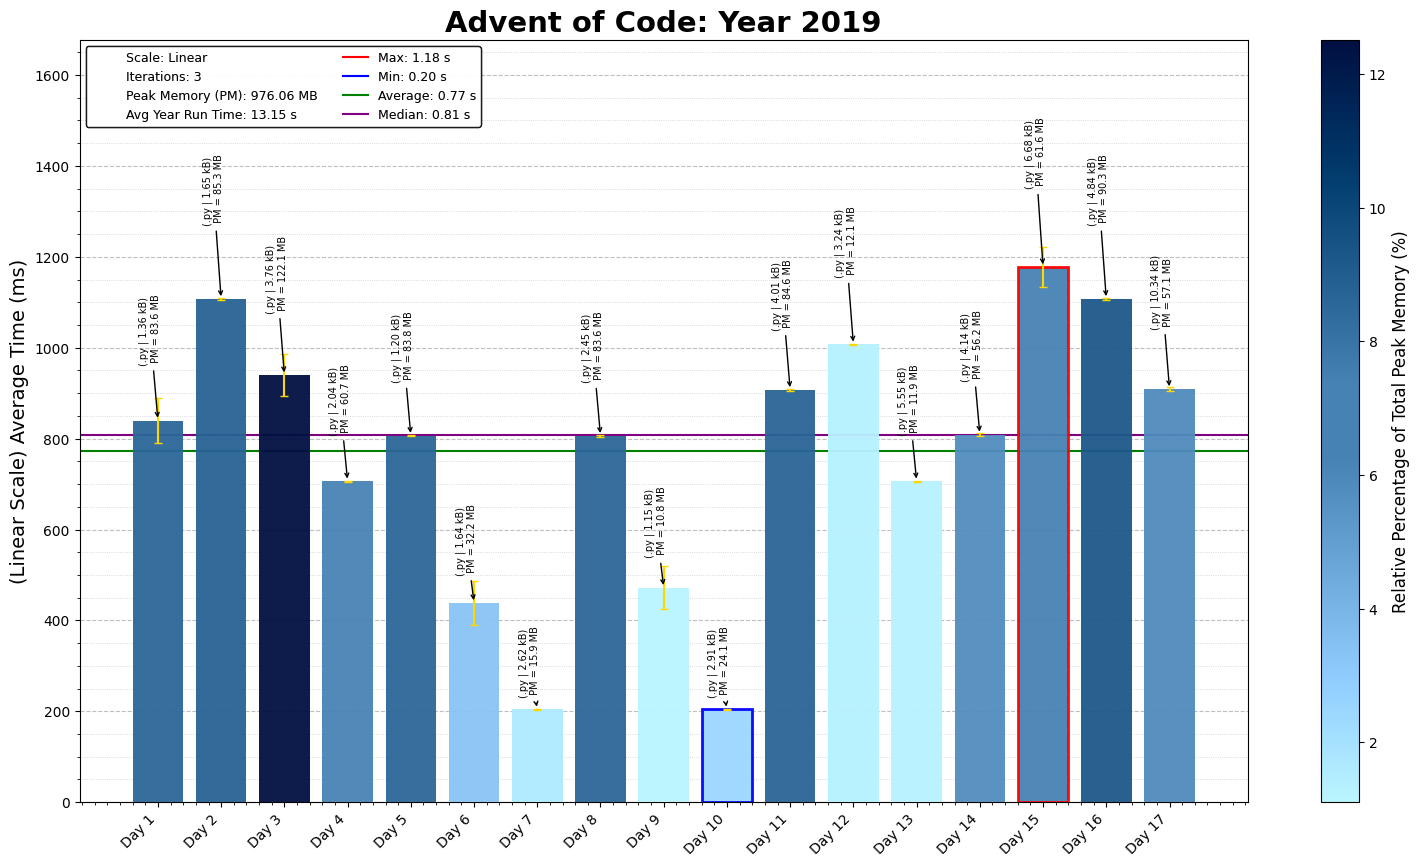 Advent of Code: Year 2019
Scale: Linear
Iterations: 3
Peak Memory (PM): 976.06 MB
Avg Year Run Time: 13.15 s
Max: 1.18 s
Min: 0.20 s
Average: 0.77 s
Median: 0.81 s
(Linear Scale) Average Time (ms)
1600
1400
1200
1000
800
600
400
200
0
(.py | 1.36 kB)
PM = 83.6 MB
(.py | 1.65 kB)
PM = 85.3 MB
(.py | 3.76 kB)
PM = 122.1 MB
(.py | 2.04 kB)
PM = 60.7 MB
(.py | 1.20 kB)
PM = 83.8 MB
(.py | 1.64 kB)
PM = 32.2 MB
(.py | 2.62 kB)
PM = 15.9 MB
(.py | 2.45 kB)
PM = 83.6 MB
(.py | 1.15 kB)
PM = 10.8 MB
(.py | 2.91 kB)
PM = 24.1 MB
(.py | 4.01 kB)
PM = 84.6 MB
(.py | 3.24 kB)
PM = 12.1 MB
(.py | 5.55 kB)
PM = 11.9 MB
(.py | 4.14 kB)
PM = 56.2 MB
(.py | 6.68 kB)
PM = 61.6 MB
(.py | 4.84 kB)
PM = 90.3 MB
(.py | 10.34 kB)
PM = 57.1 MB
Day 1
Day 2
Day 3
Day 4
Day 5
Day 6
Day 7
Day 8
Day 9
Day 10
Day 11
Day 12
Day 13
Day 14
Day 15
Day 16
Day 17
12
10
8
6
4
2
Relative Percentage of Total Peak Memory (%)